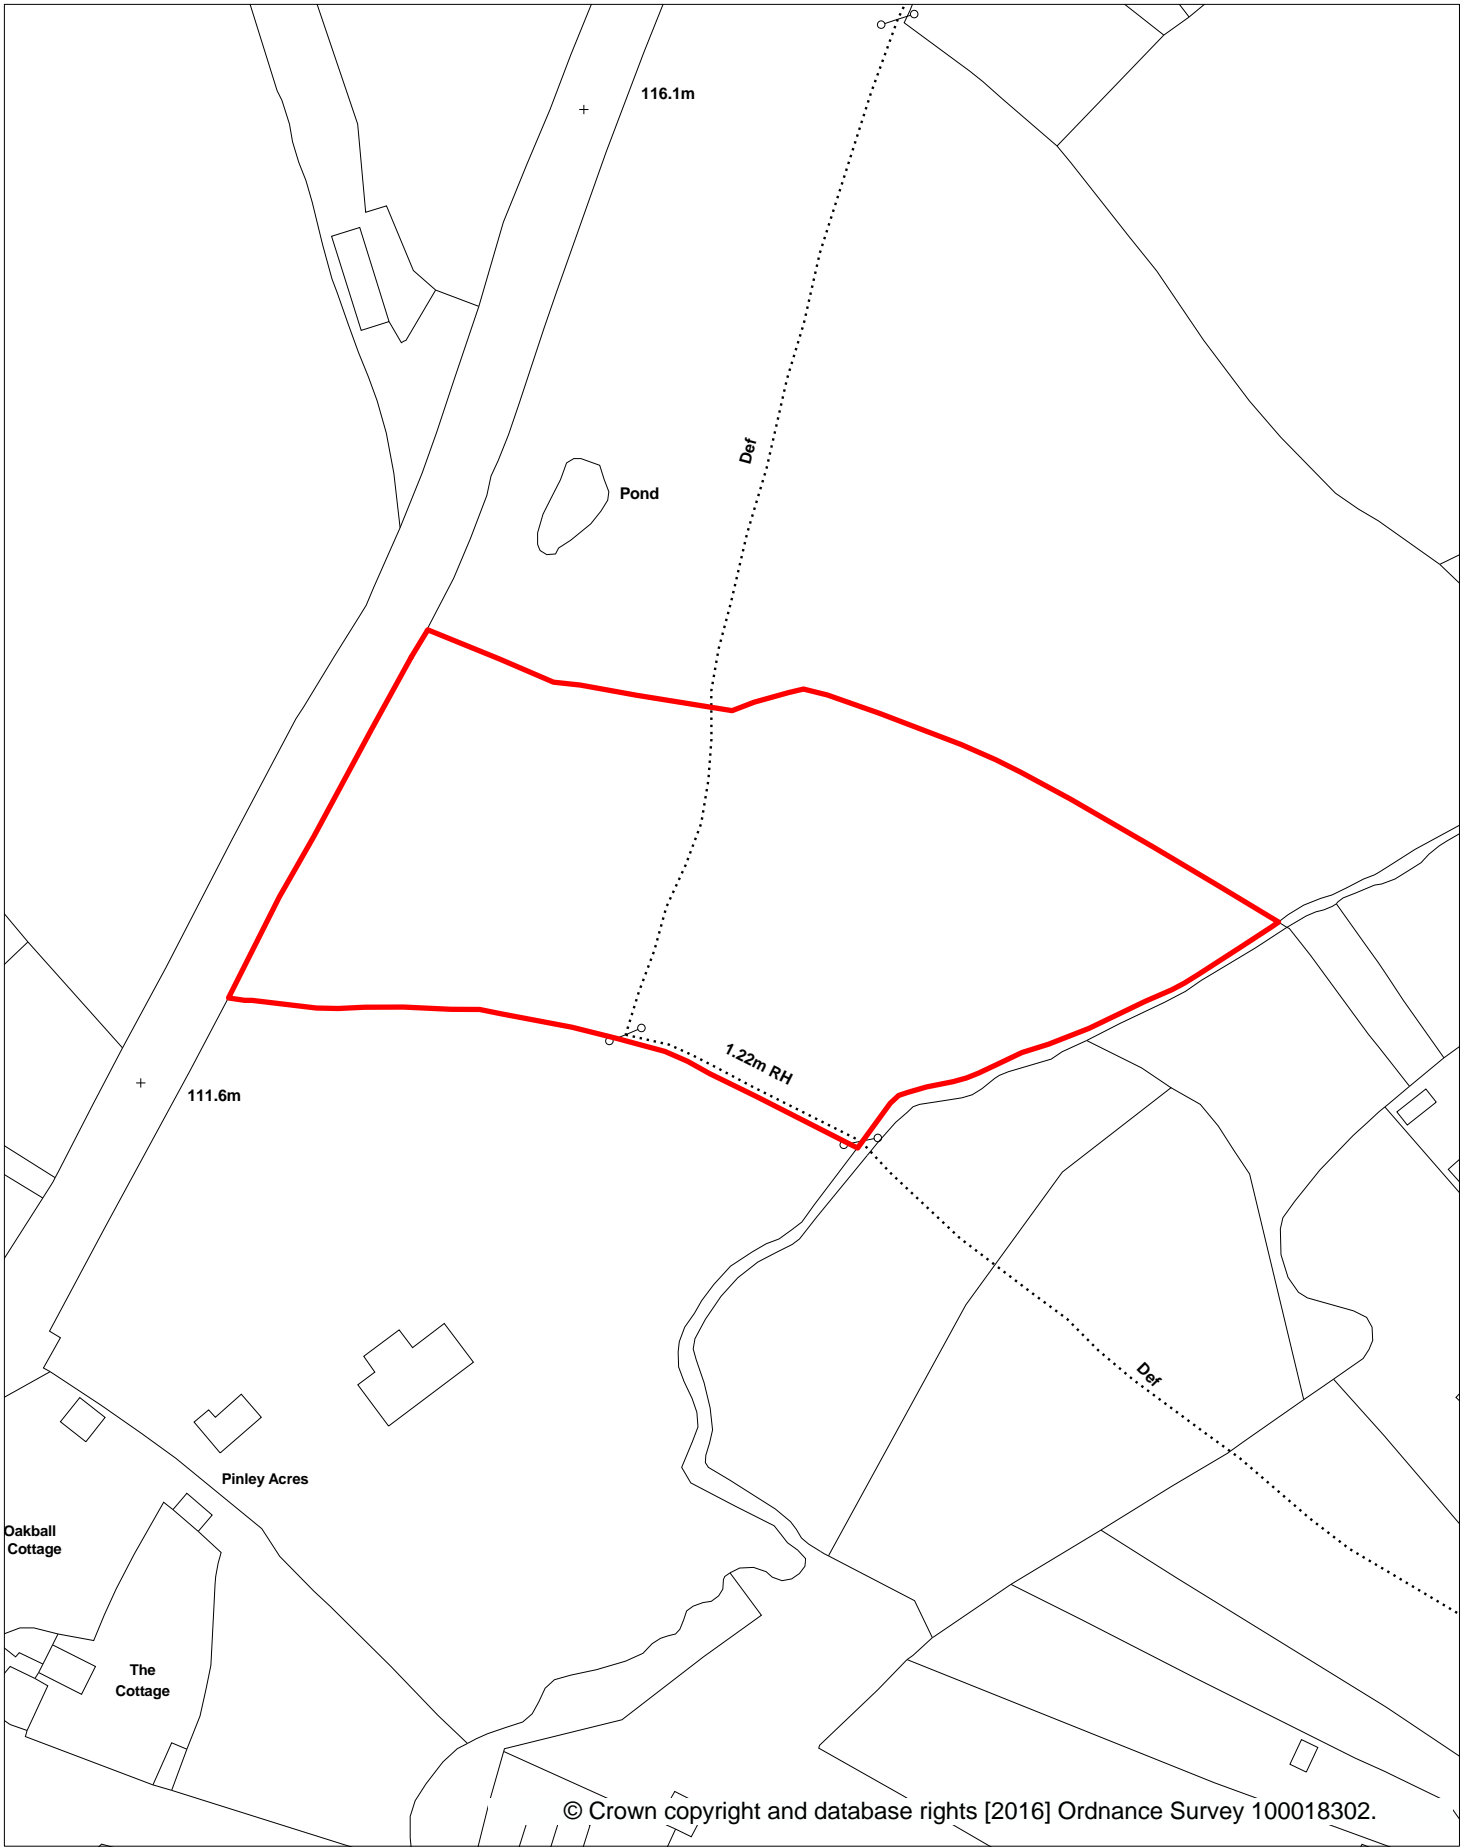 116.1m
Def
Pond
1.22m RH
111.6m
Def
Pinley Acres
Oakball
Cottage
The
Cottage
© Crown copyright and database rights [2016] Ordnance Survey 100018302.